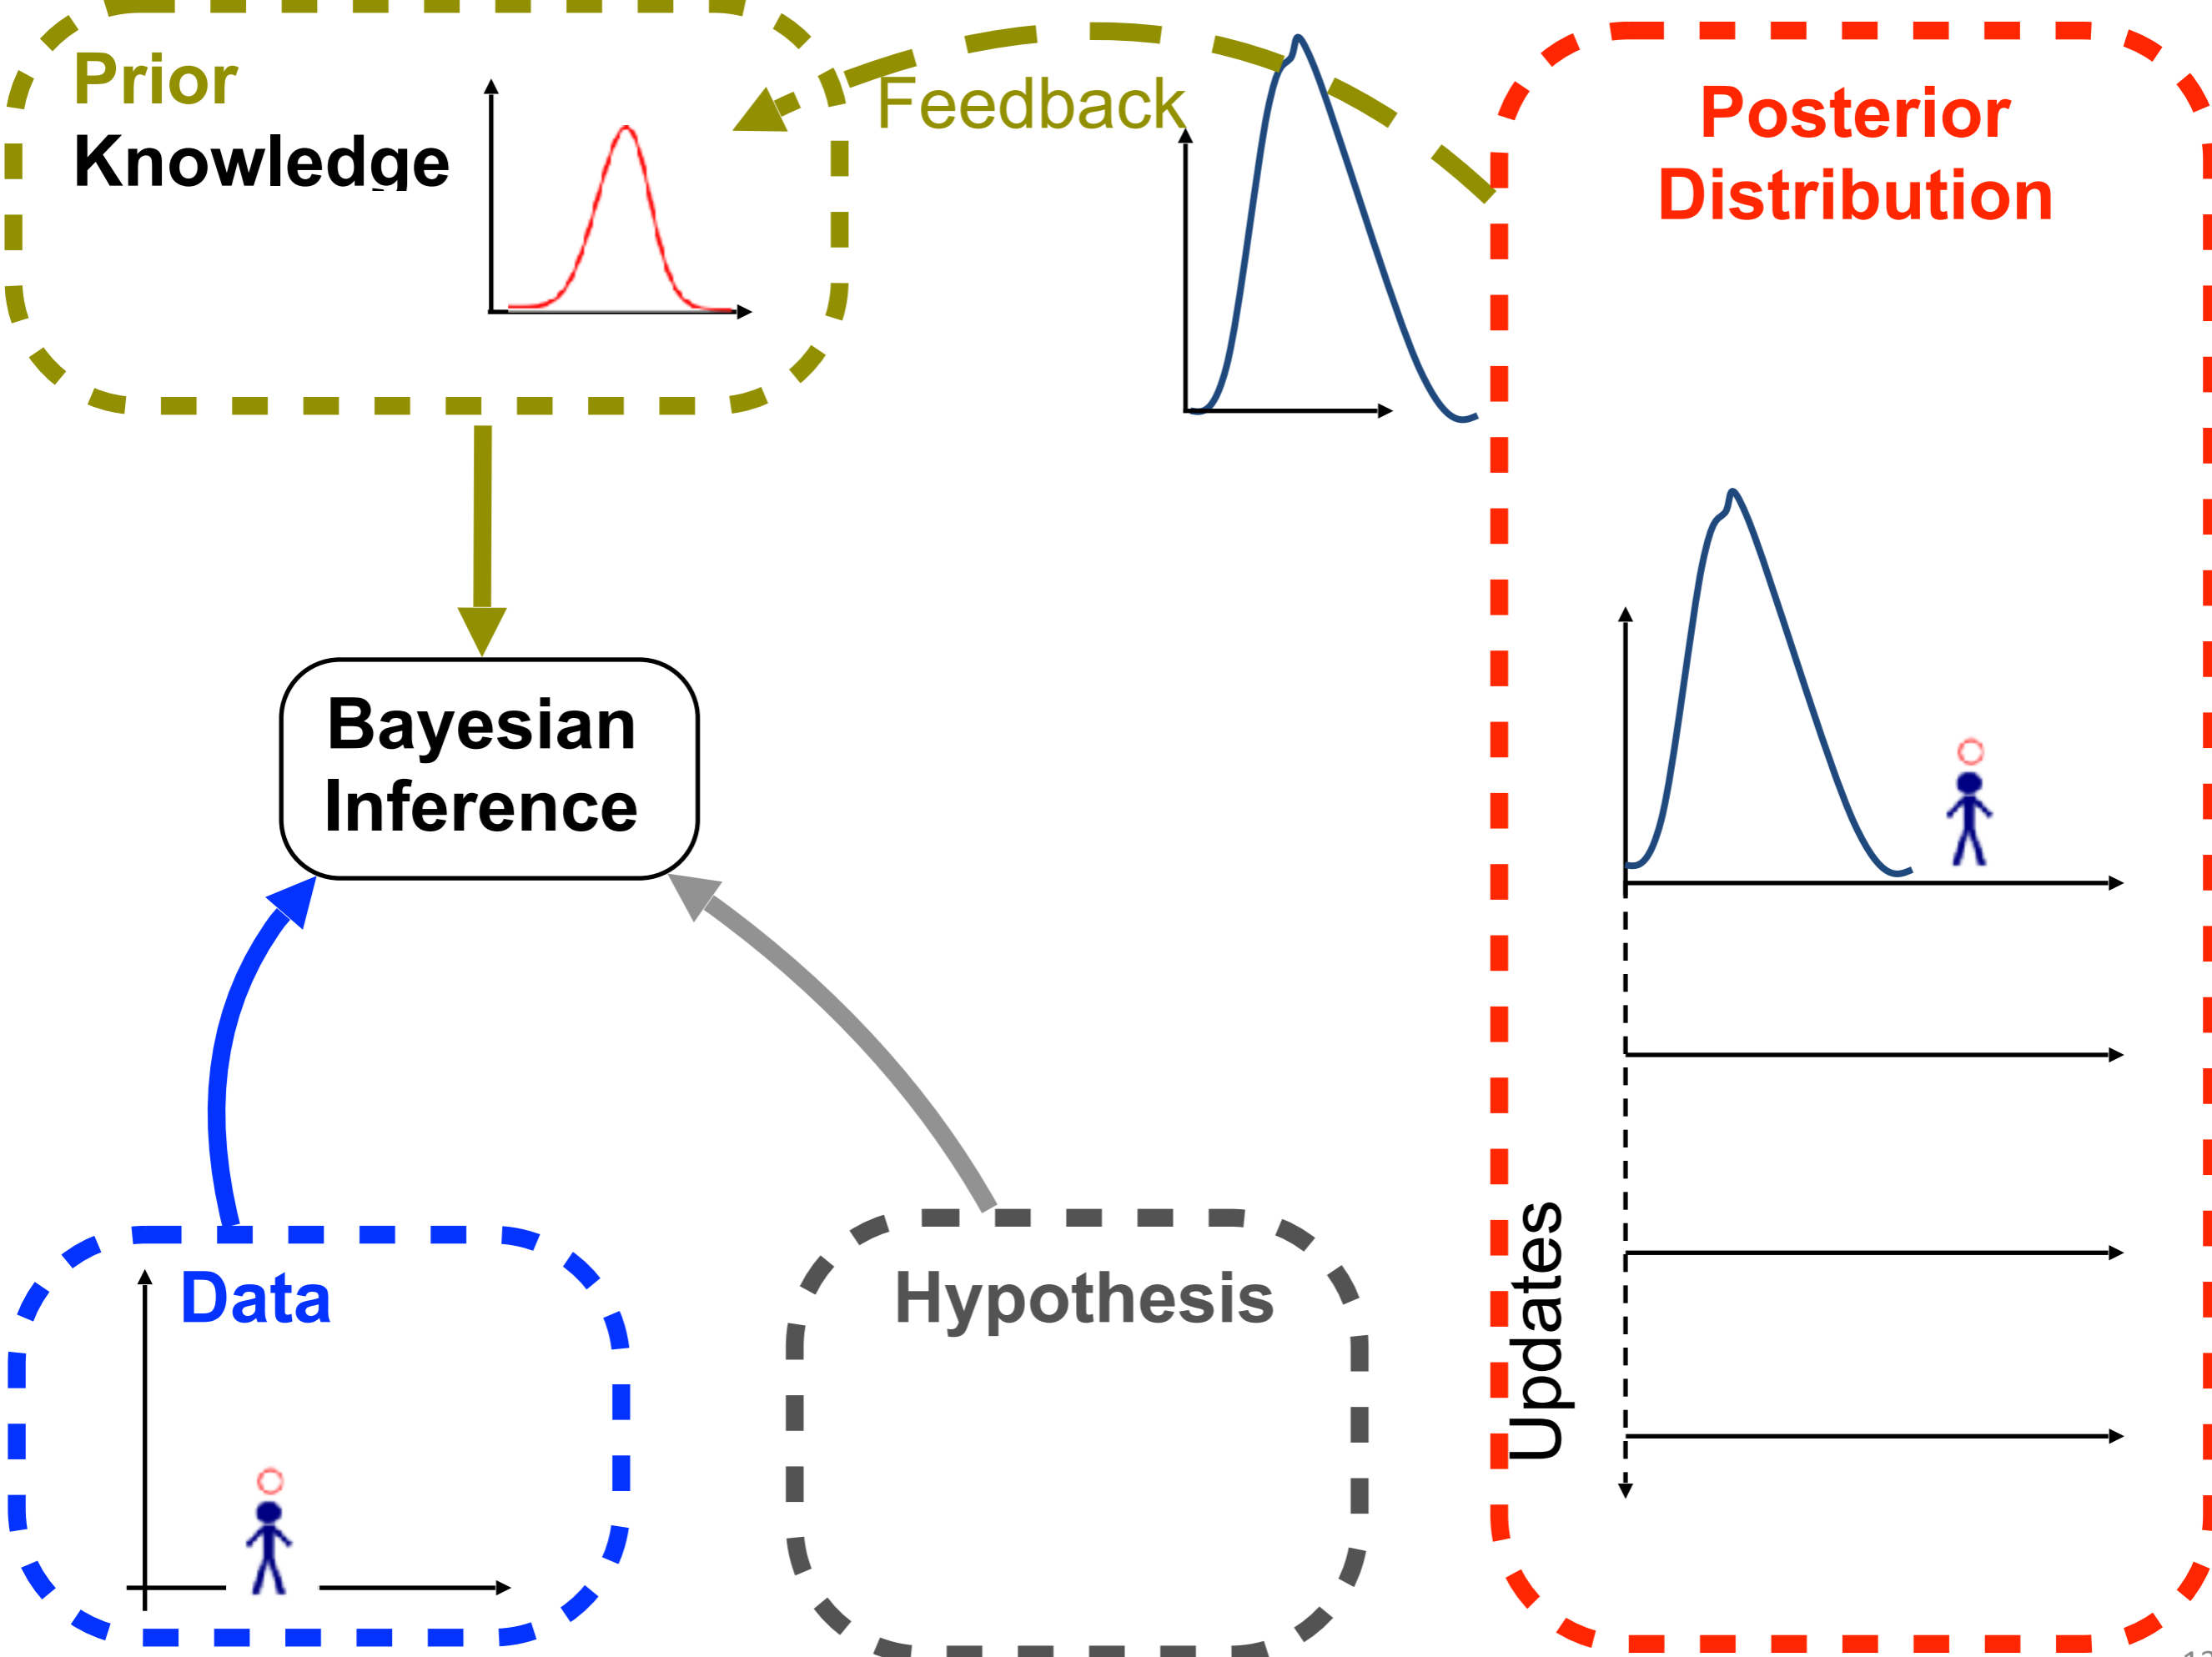 Prior
Knowledge
Feedback
Posterior
Distribution
Bayesian
Inference
Data
Hypothesis
Updates